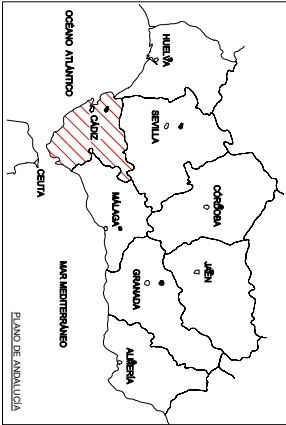 HUELVA
OCÉANO ATLÁNTICO
SEVILLA
CÁDIZ
CÓRDOBA
MÁLAGA
CEUTA
JAÉN
GRANADA
MAR MEDITERRÁNEO
ALMERÍA
PLANO DE ANDALUCÍA